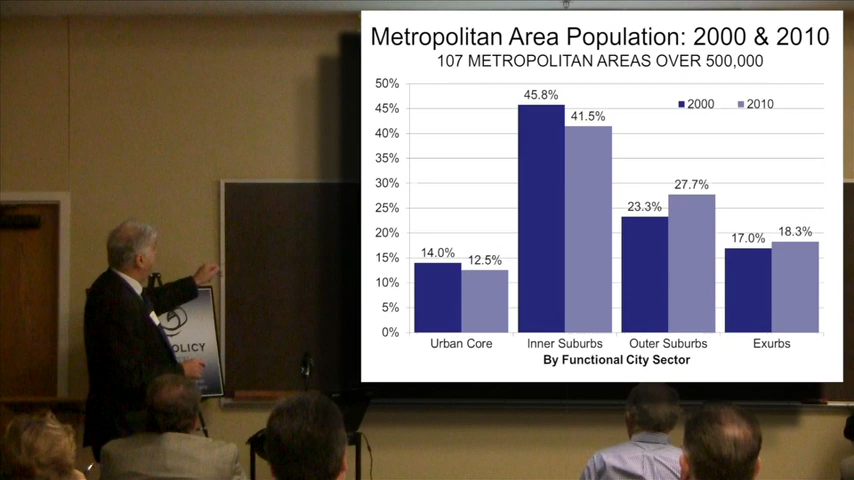 Metropolitan Area Population: 2000 & 2010
107 METROPOLITAN AREAS OVER 500,000
50%
45%
40%
35%
30%
25%
20%
15%
10%
5%
0%
2000
2010
14.0%
12.5%
45.8%
41.5%
23.3%
27.7%
17.0%
18.3%
Urban Core
Inner Suburbs
Outer Suburbs
Exurbs
By Functional City Sector
OLICY